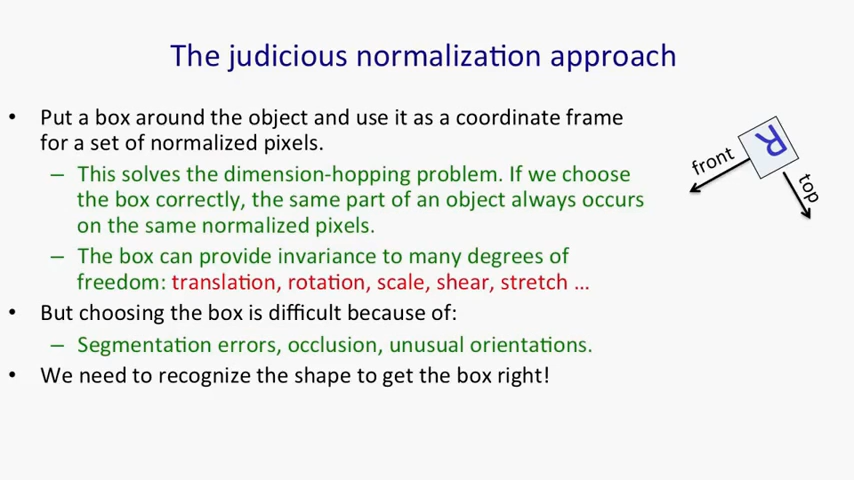 The judicious normalization approach
• Put a box around the object and use it as a coordinate frame
for a set of normalized pixels.
– This solves the dimension-hopping problem. If we choose
the box correctly, the same part of an object always occurs
on the same normalized pixels.
– The box can provide invariance to many degrees of
freedom: translation, rotation, scale, shear, stretch …
• But choosing the box is difficult because of:
– Segmentation errors, occlusion, unusual orientations.
• We need to recognize the shape to get the box right!
R
front
top